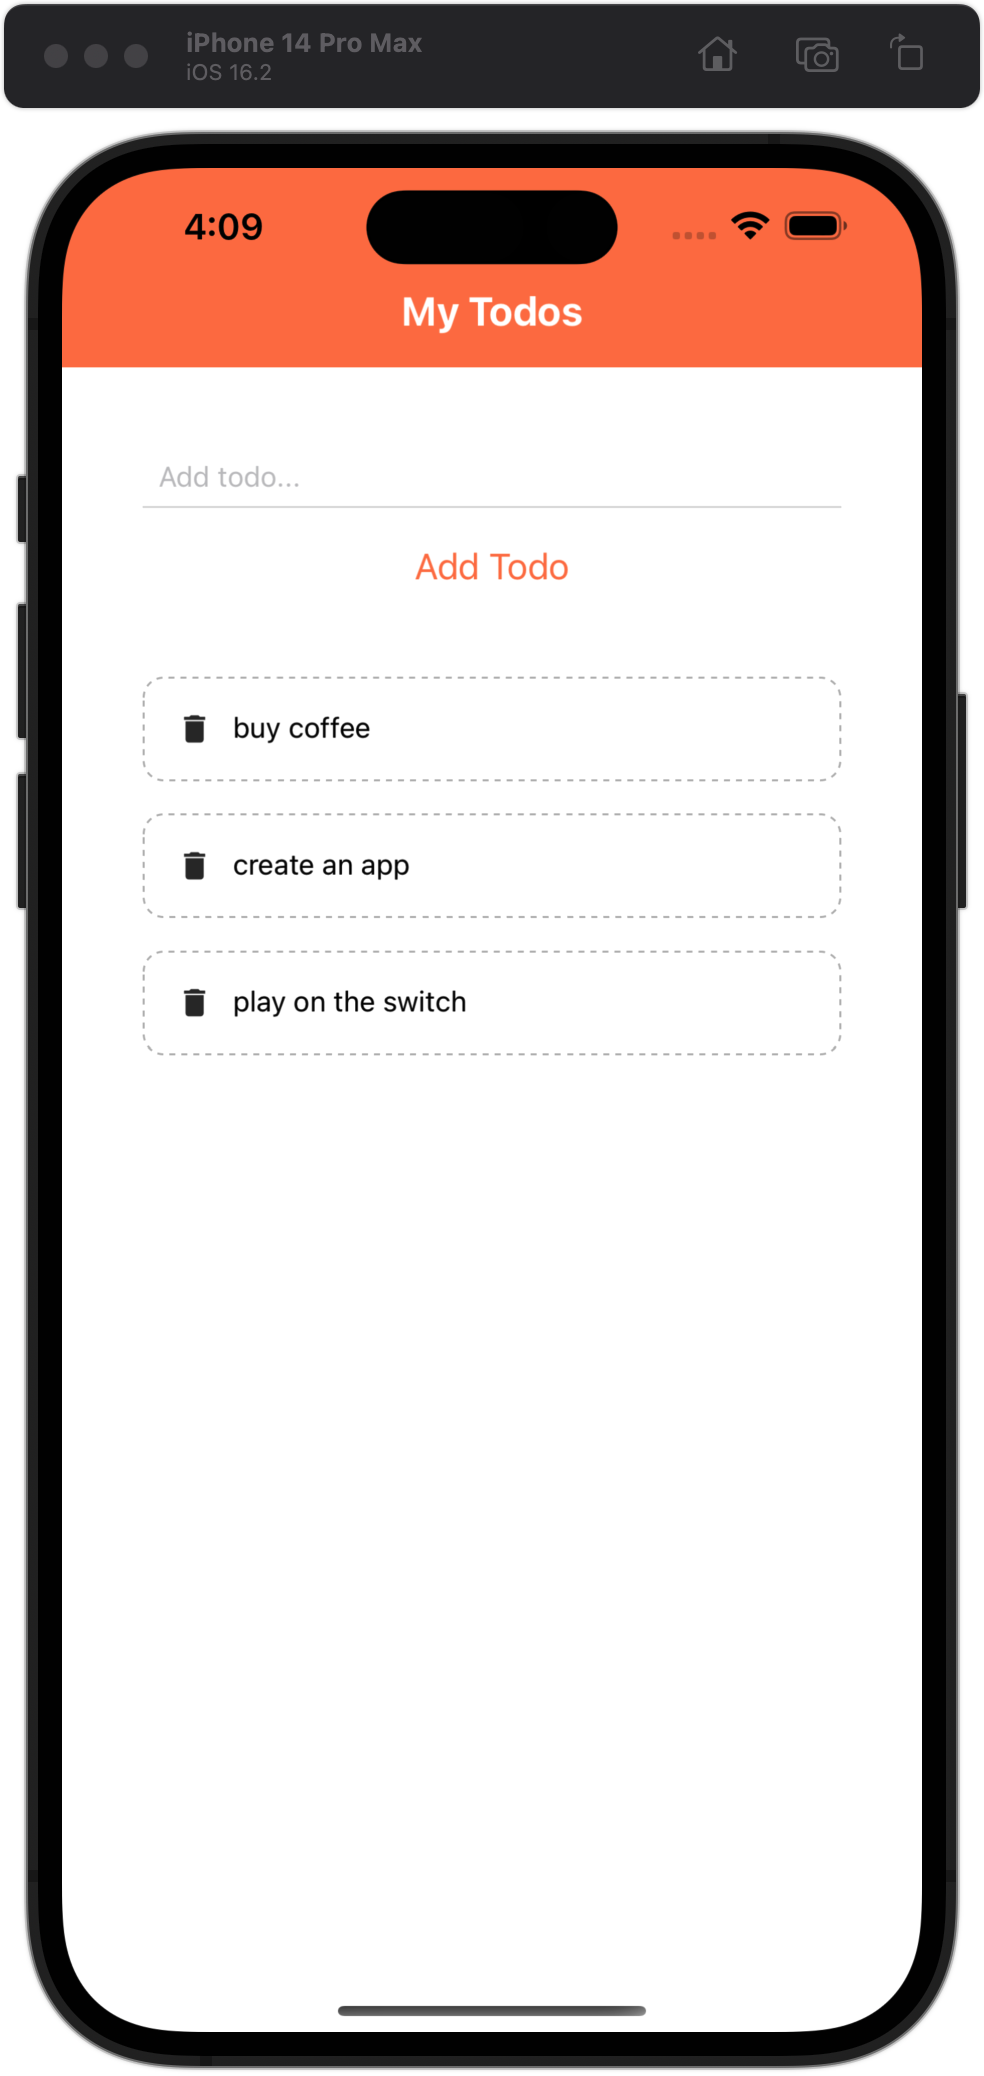 iPhone 14 Pro Max
iOS 16.2
4:09
My Todos
Add todo...
Add Todo
buy coffee
create an app
play on the switch